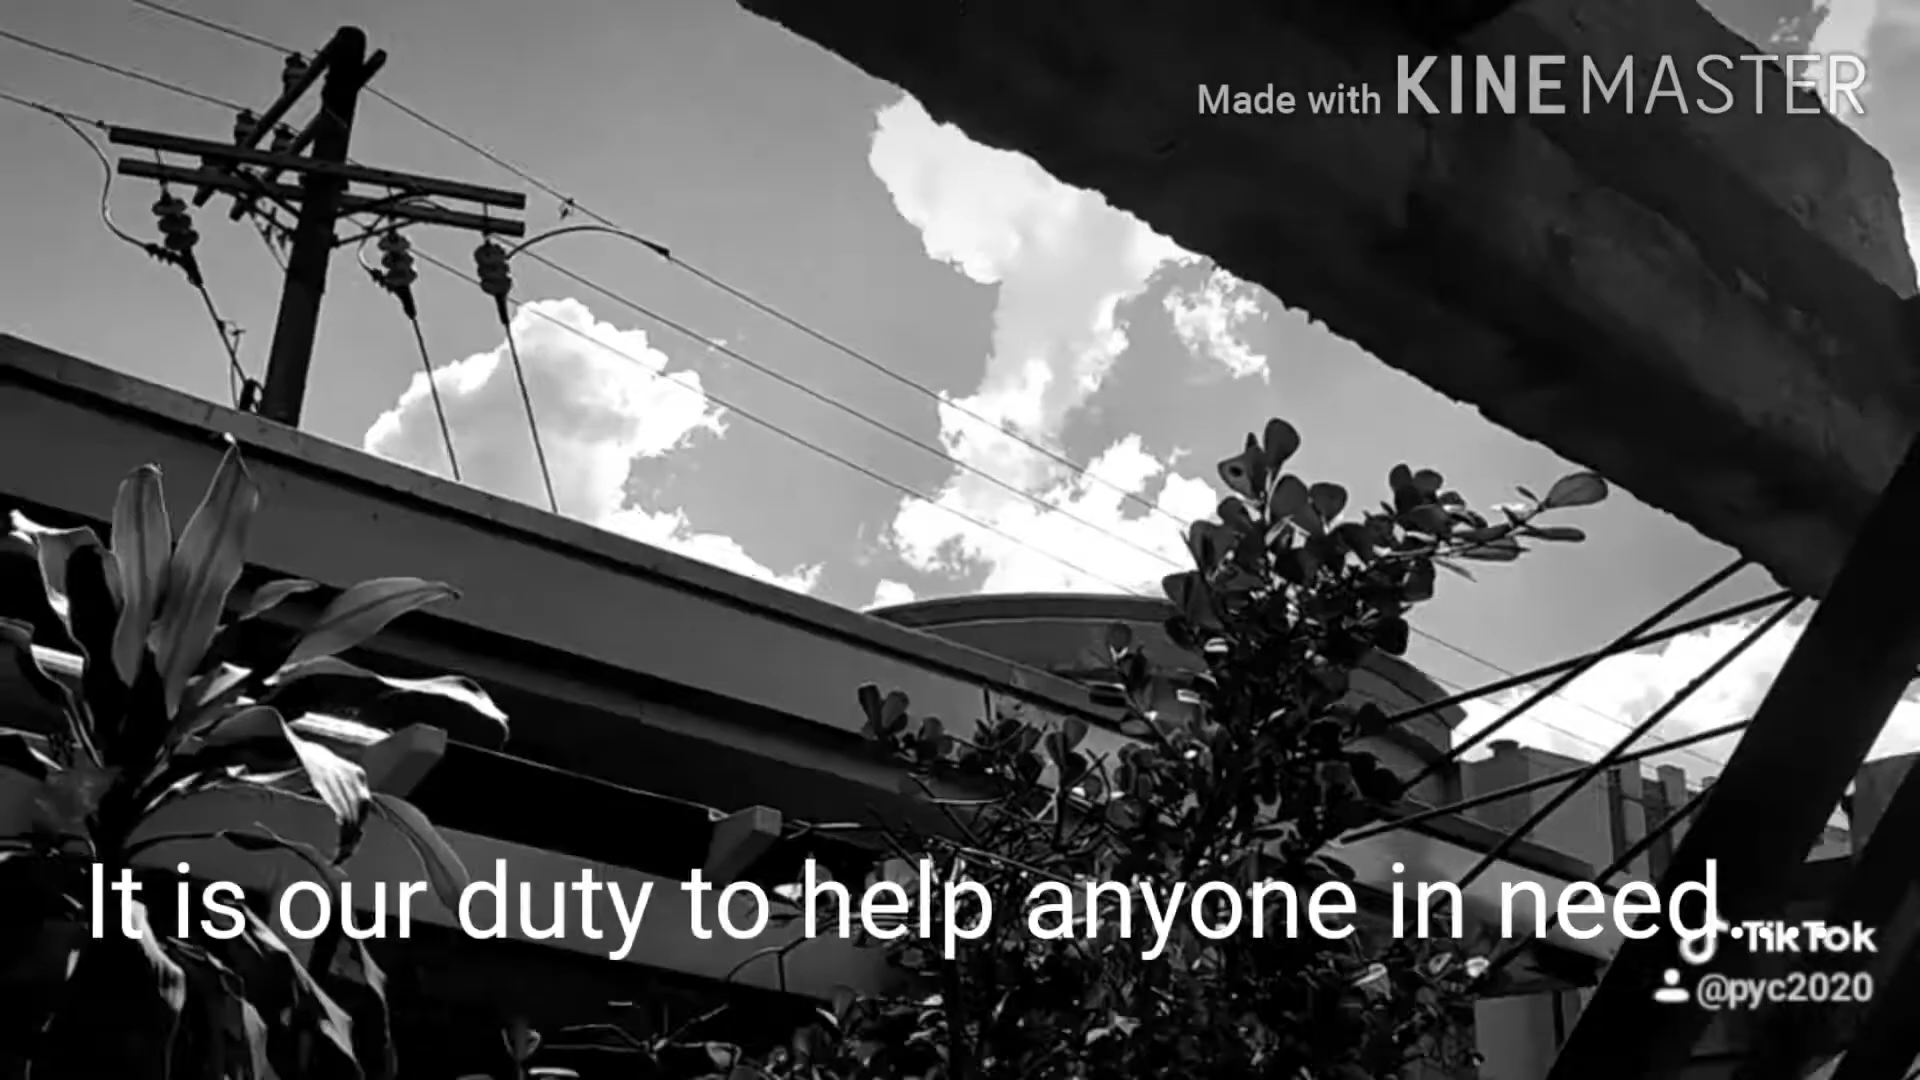 Made with KINEMASTER
It is our duty to help anyone in need.
TikTok
@pyc2020